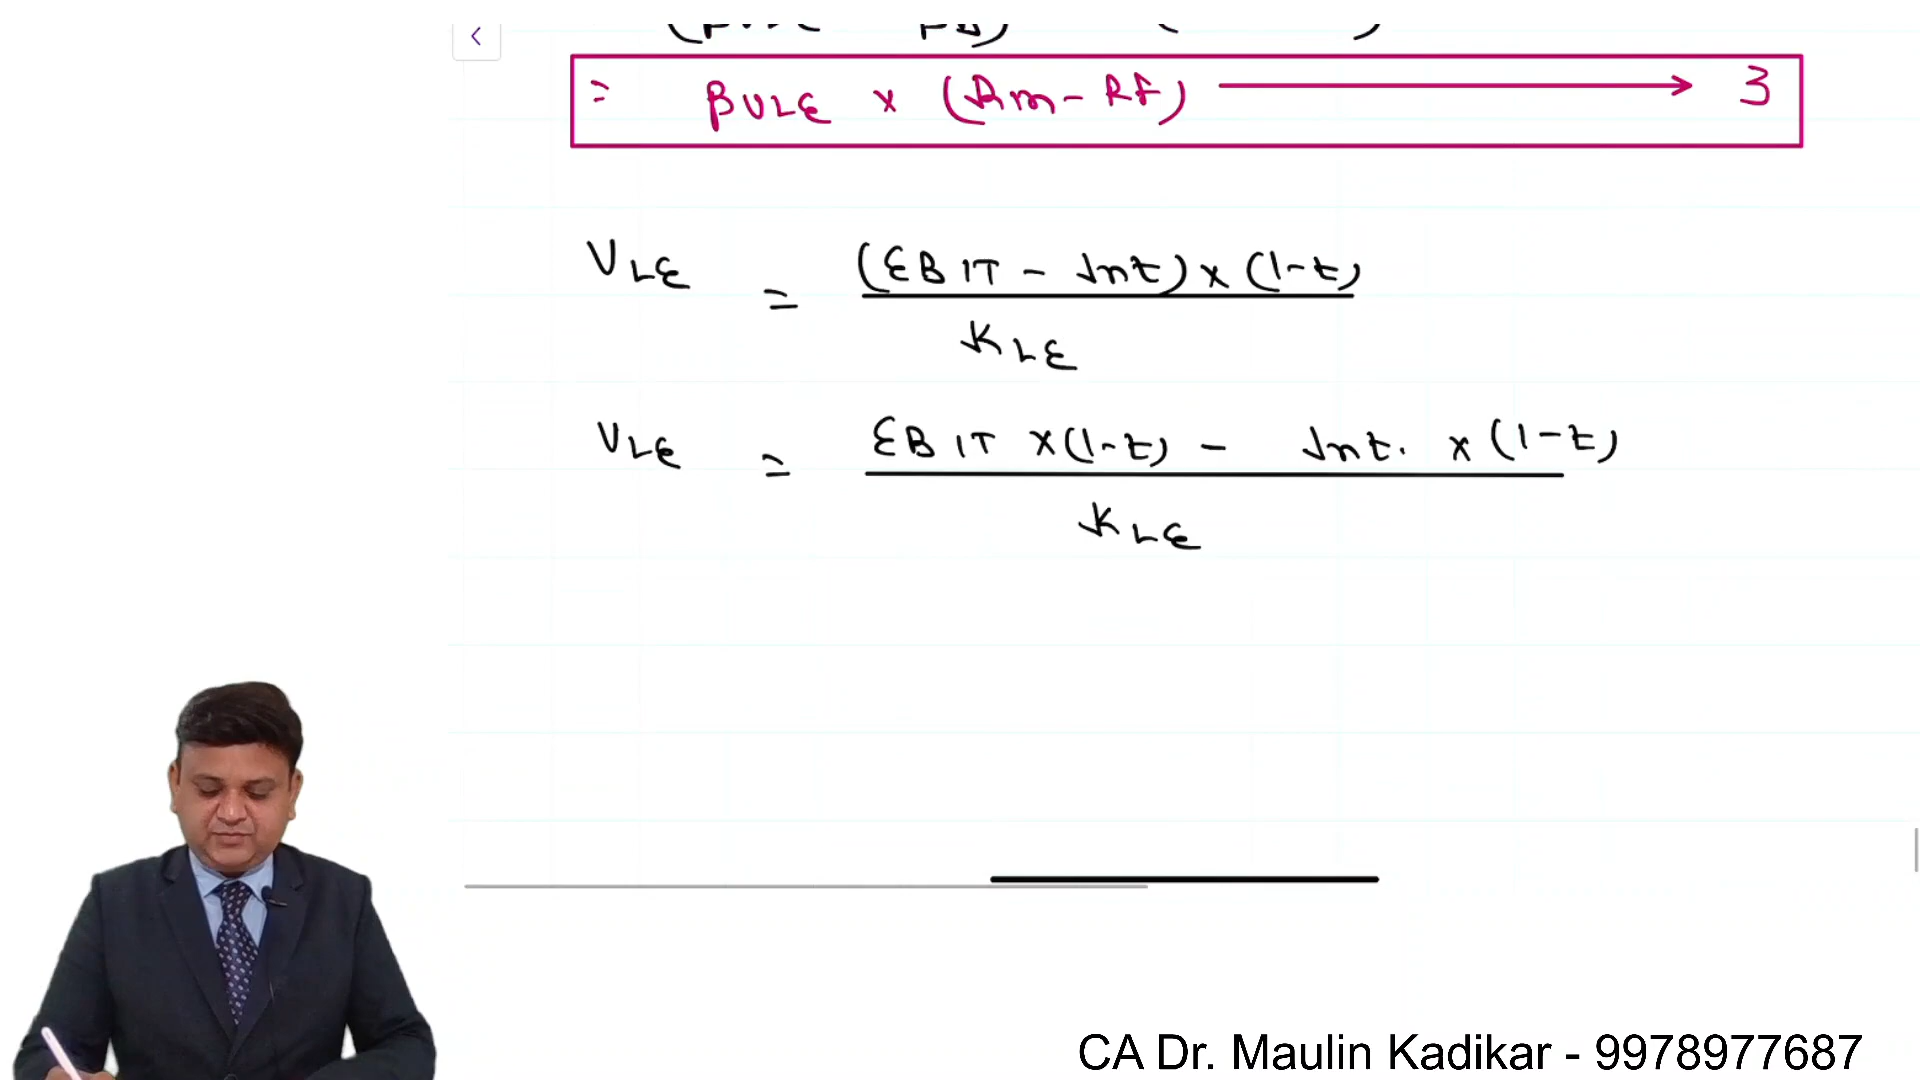 = βULE × (Rm - RF) → 3
VLE = (EBIT - Int) × (1-t)
KLE
VLE = EBIT × (1-t) - Int. × (1-t)
KLE
CA Dr. Maulin Kadikar - 9978977687